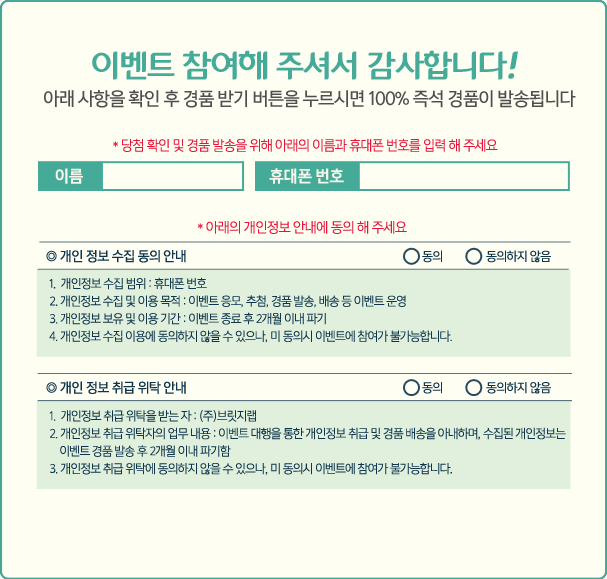 이벤트 참여해 주셔서 감사합니다!
아래 사항을 확인 후 경품 받기 버튼을 누르시면 100% 즉석 경품이 발송됩니다
* 당첨 확인 및 경품 발송을 위해 아래의 이름과 휴대폰 번호를 입력 해 주세요
이름 휴대폰 번호
* 아래의 개인정보 안내에 동의 해 주세요
◎ 개인 정보 수집 동의 안내 동의 동의하지 않음
1. 개인정보 수집 범위 : 휴대폰 번호
2. 개인정보 수집 및 이용 목적 : 이벤트 응모, 추첨, 경품 발송, 배송 등 이벤트 운영
3. 개인정보 보유 및 이용 기간 : 이벤트 종료 후 2개월 이내 파기
4. 개인정보 수집 이용에 동의하지 않을 수 있으나, 미 동의시 이벤트에 참여가 불가능합니다.
◎ 개인 정보 취급 위탁 안내 동의 동의하지 않음
1. 개인정보 취급 위탁을 받는 자 : (주)브릿지랩
2. 개인정보 취급 위탁자의 업무 내용 : 이벤트 대행을 통한 개인정보 취급 및 경품 배송을 아내하며, 수집된 개인정보는
이벤트 경품 발송 후 2개월 이내 파기함
3. 개인정보 취급 위탁에 동의하지 않을 수 있으나, 미 동의시 이벤트에 참여가 불가능합니다.